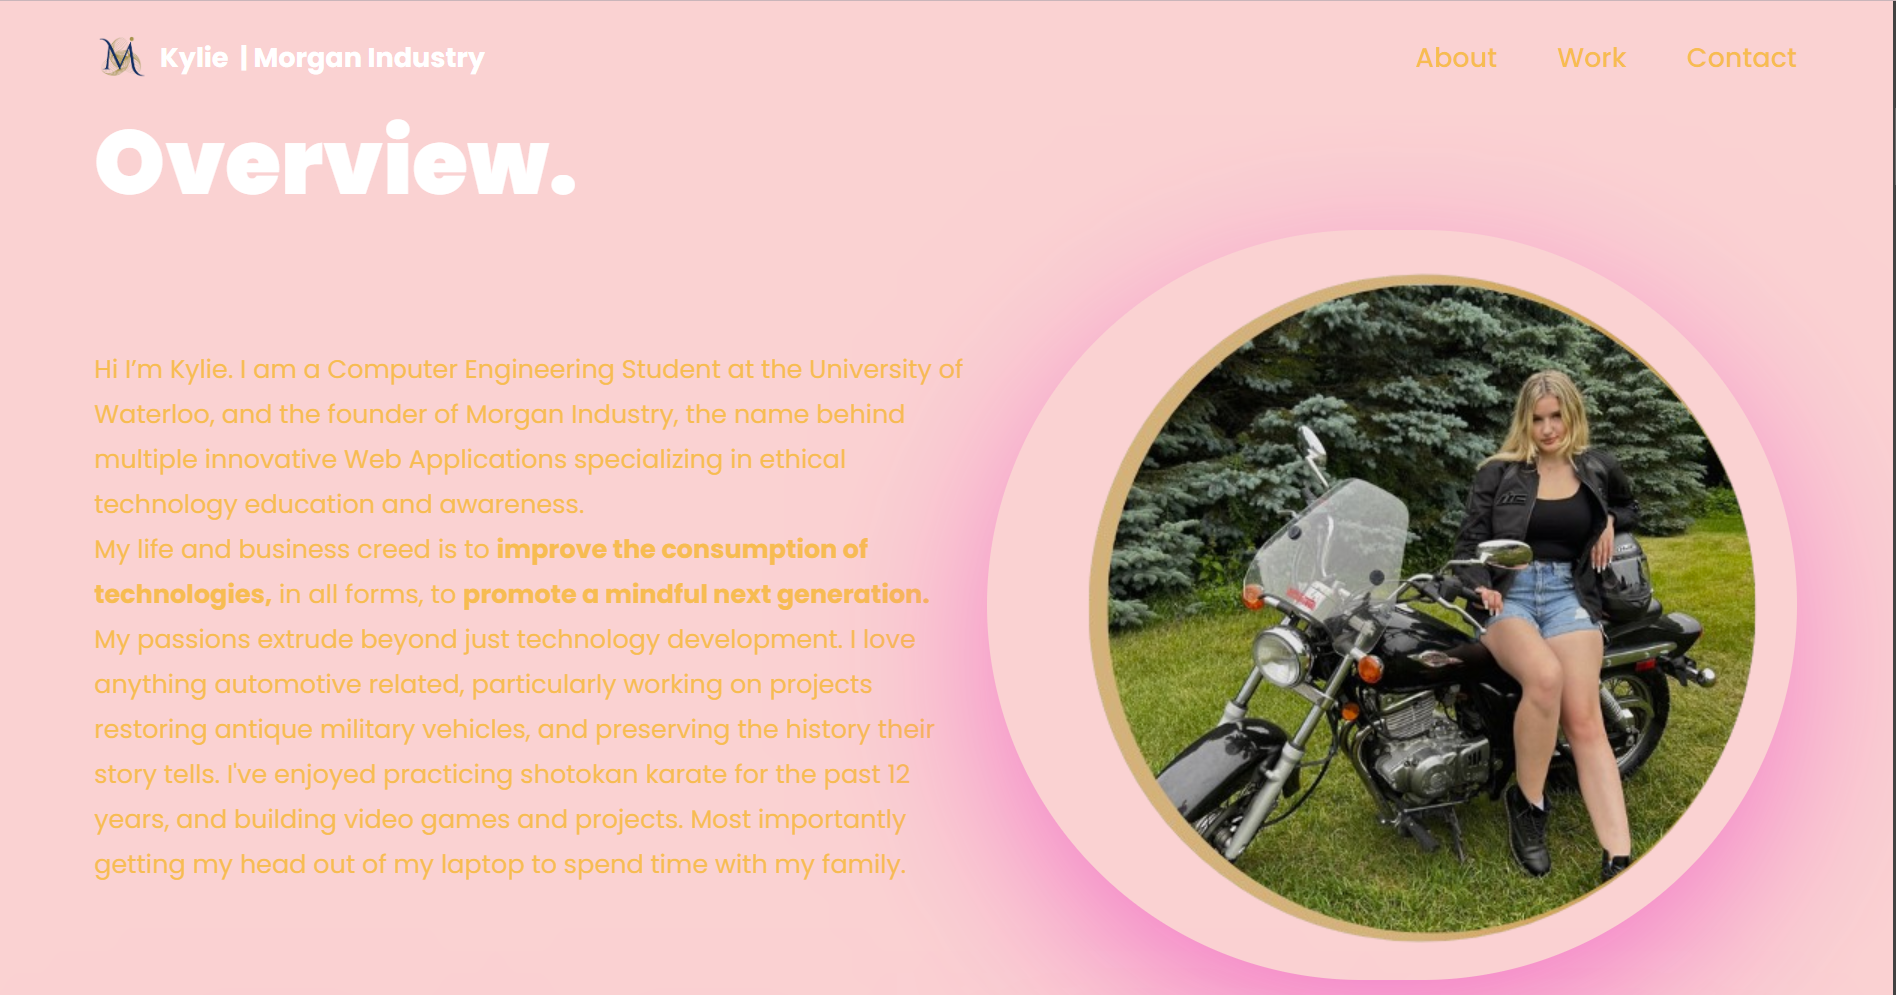 Kylie | Morgan Industry
About
Work
Contact
Overview.
Hi I’m Kylie. I am a Computer Engineering Student at the University of
Waterloo, and the founder of Morgan Industry, the name behind
multiple innovative Web Applications specializing in ethical
technology education and awareness.
My life and business creed is to improve the consumption of
technologies, in all forms, to promote a mindful next generation.
My passions extrude beyond just technology development. I love
anything automotive related, particularly working on projects
restoring antique military vehicles, and preserving the history their
story tells. I've enjoyed practicing shotokan karate for the past 12
years, and building video games and projects. Most importantly
getting my head out of my laptop to spend time with my family.